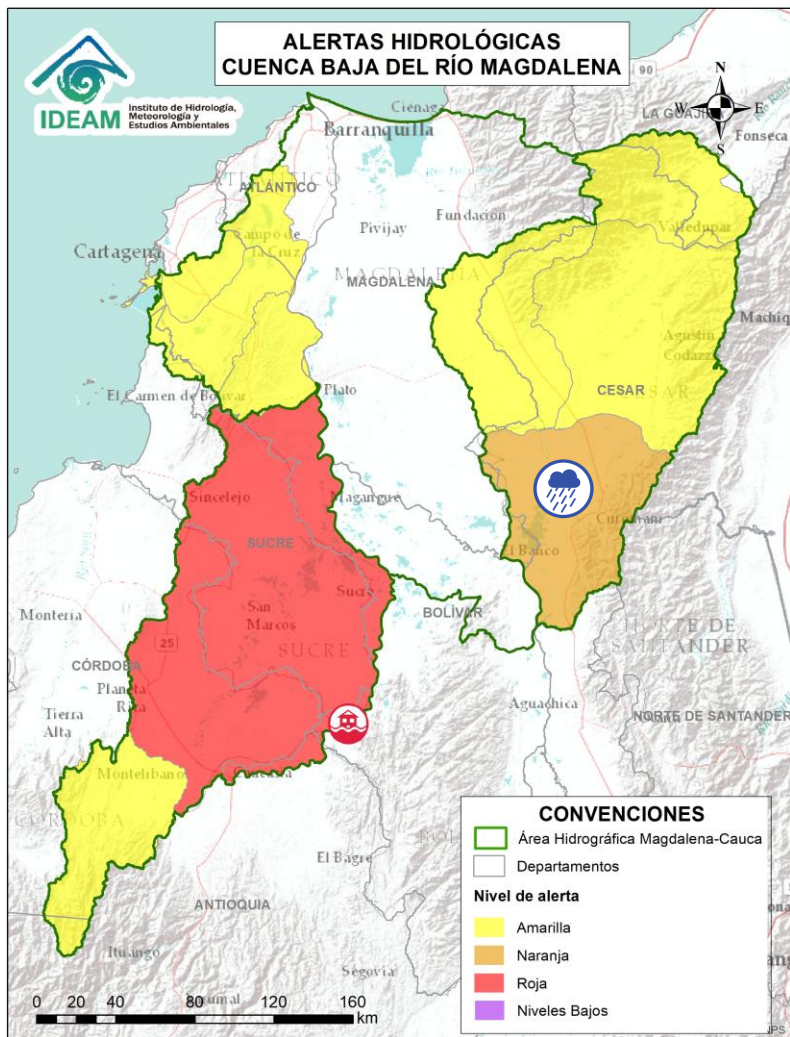 ALERTAS HIDROLÓGICAS
CUENCA BAJA DEL RÍO MAGDALENA
IDEAM
Instituto de Hidrología,
Meteorología y
Estudios Ambientales
N
W
E
S
90
Ciénaga
LA GUAJIRA
Fonseca
Barranquilla
ATLÁNTICO
Pivijay
Fundación
Valledupar
Campo de
la Cruz
Cartagena
MAGDALENA
MAGDALENA
Machiq
Agustín
Codazzi
El Carmen de Bolívar
Plato
CESAR
Sincelejo
Magangue
Curumaní
SUCRE
El Banco
Sucre
BOLÍVAR
Montería
San
Marcos
SUCRE
NORTE DE
SANTANDER
25
CÓRDOBA
Planeta
Rica
Tierra
Alta
Aguachica
NORTE DE SANTANDER
Montelíbano
CÓRDOBA
El Bagre
ANTIOQUIA
Ituango
Segovia
0 20 40 80 120 160
km
CONVENCIONES
Área Hidrográfica Magdalena-Cauca
Departamentos
Nivel de alerta
Amarilla
Naranja
Roja
Niveles Bajos